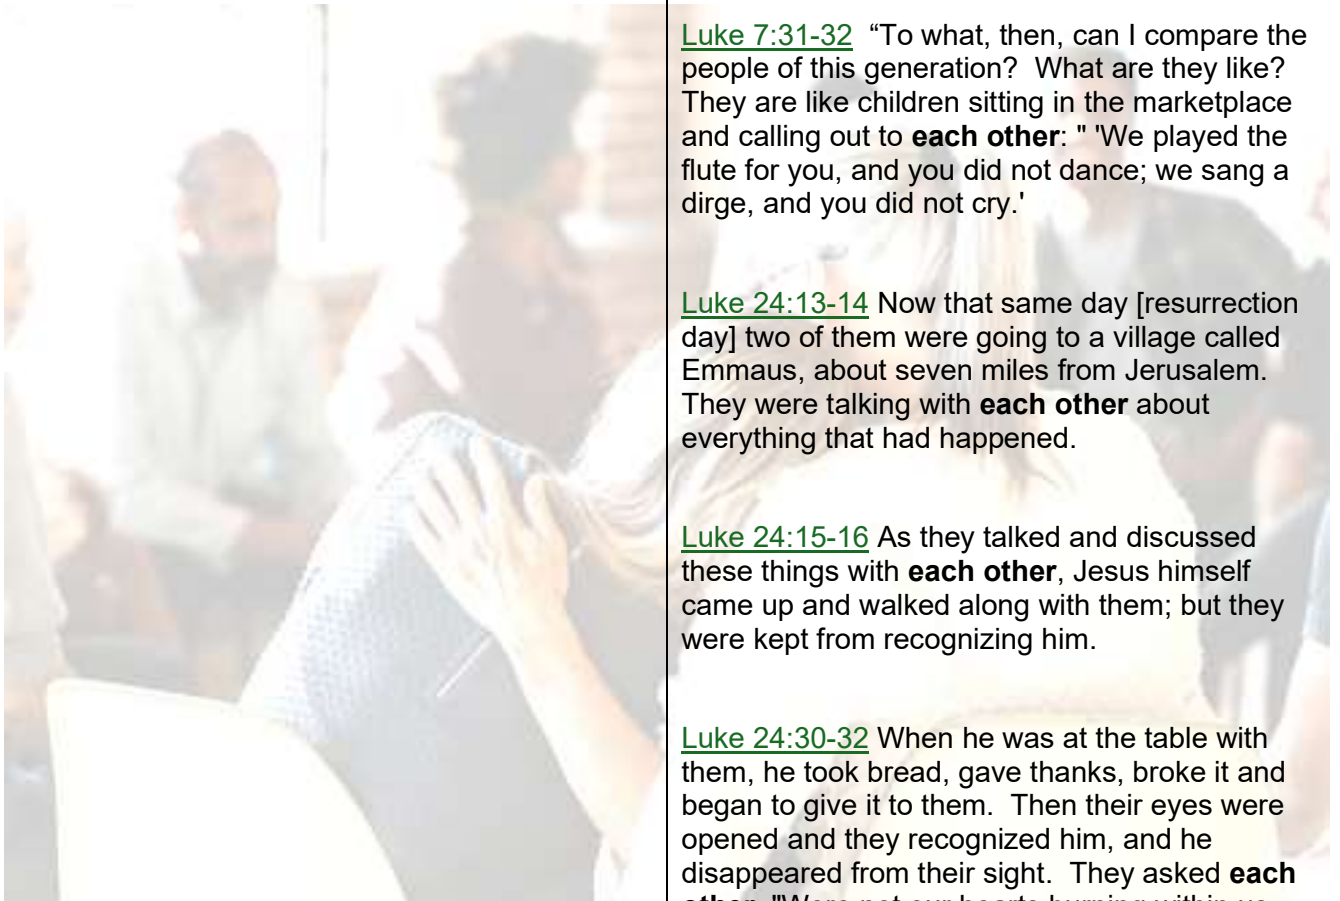 Luke 7:31-32  “To what, then, can I compare the
people of this generation?  What are they like?
They are like children sitting in the marketplace
and calling out to each other: " 'We played the
flute for you, and you did not dance; we sang a
dirge, and you did not cry.'
Luke 24:13-14 Now that same day [resurrection
day] two of them were going to a village called
Emmaus, about seven miles from Jerusalem.
They were talking with each other about
everything that had happened.
Luke 24:15-16 As they talked and discussed
these things with each other, Jesus himself
came up and walked along with them; but they
were kept from recognizing him.
Luke 24:30-32 When he was at the table with
them, he took bread, gave thanks, broke it and
began to give it to them.  Then their eyes were
opened and they recognized him, and he
disappeared from their sight.  They asked each
other, "Were not our hearts burning within us